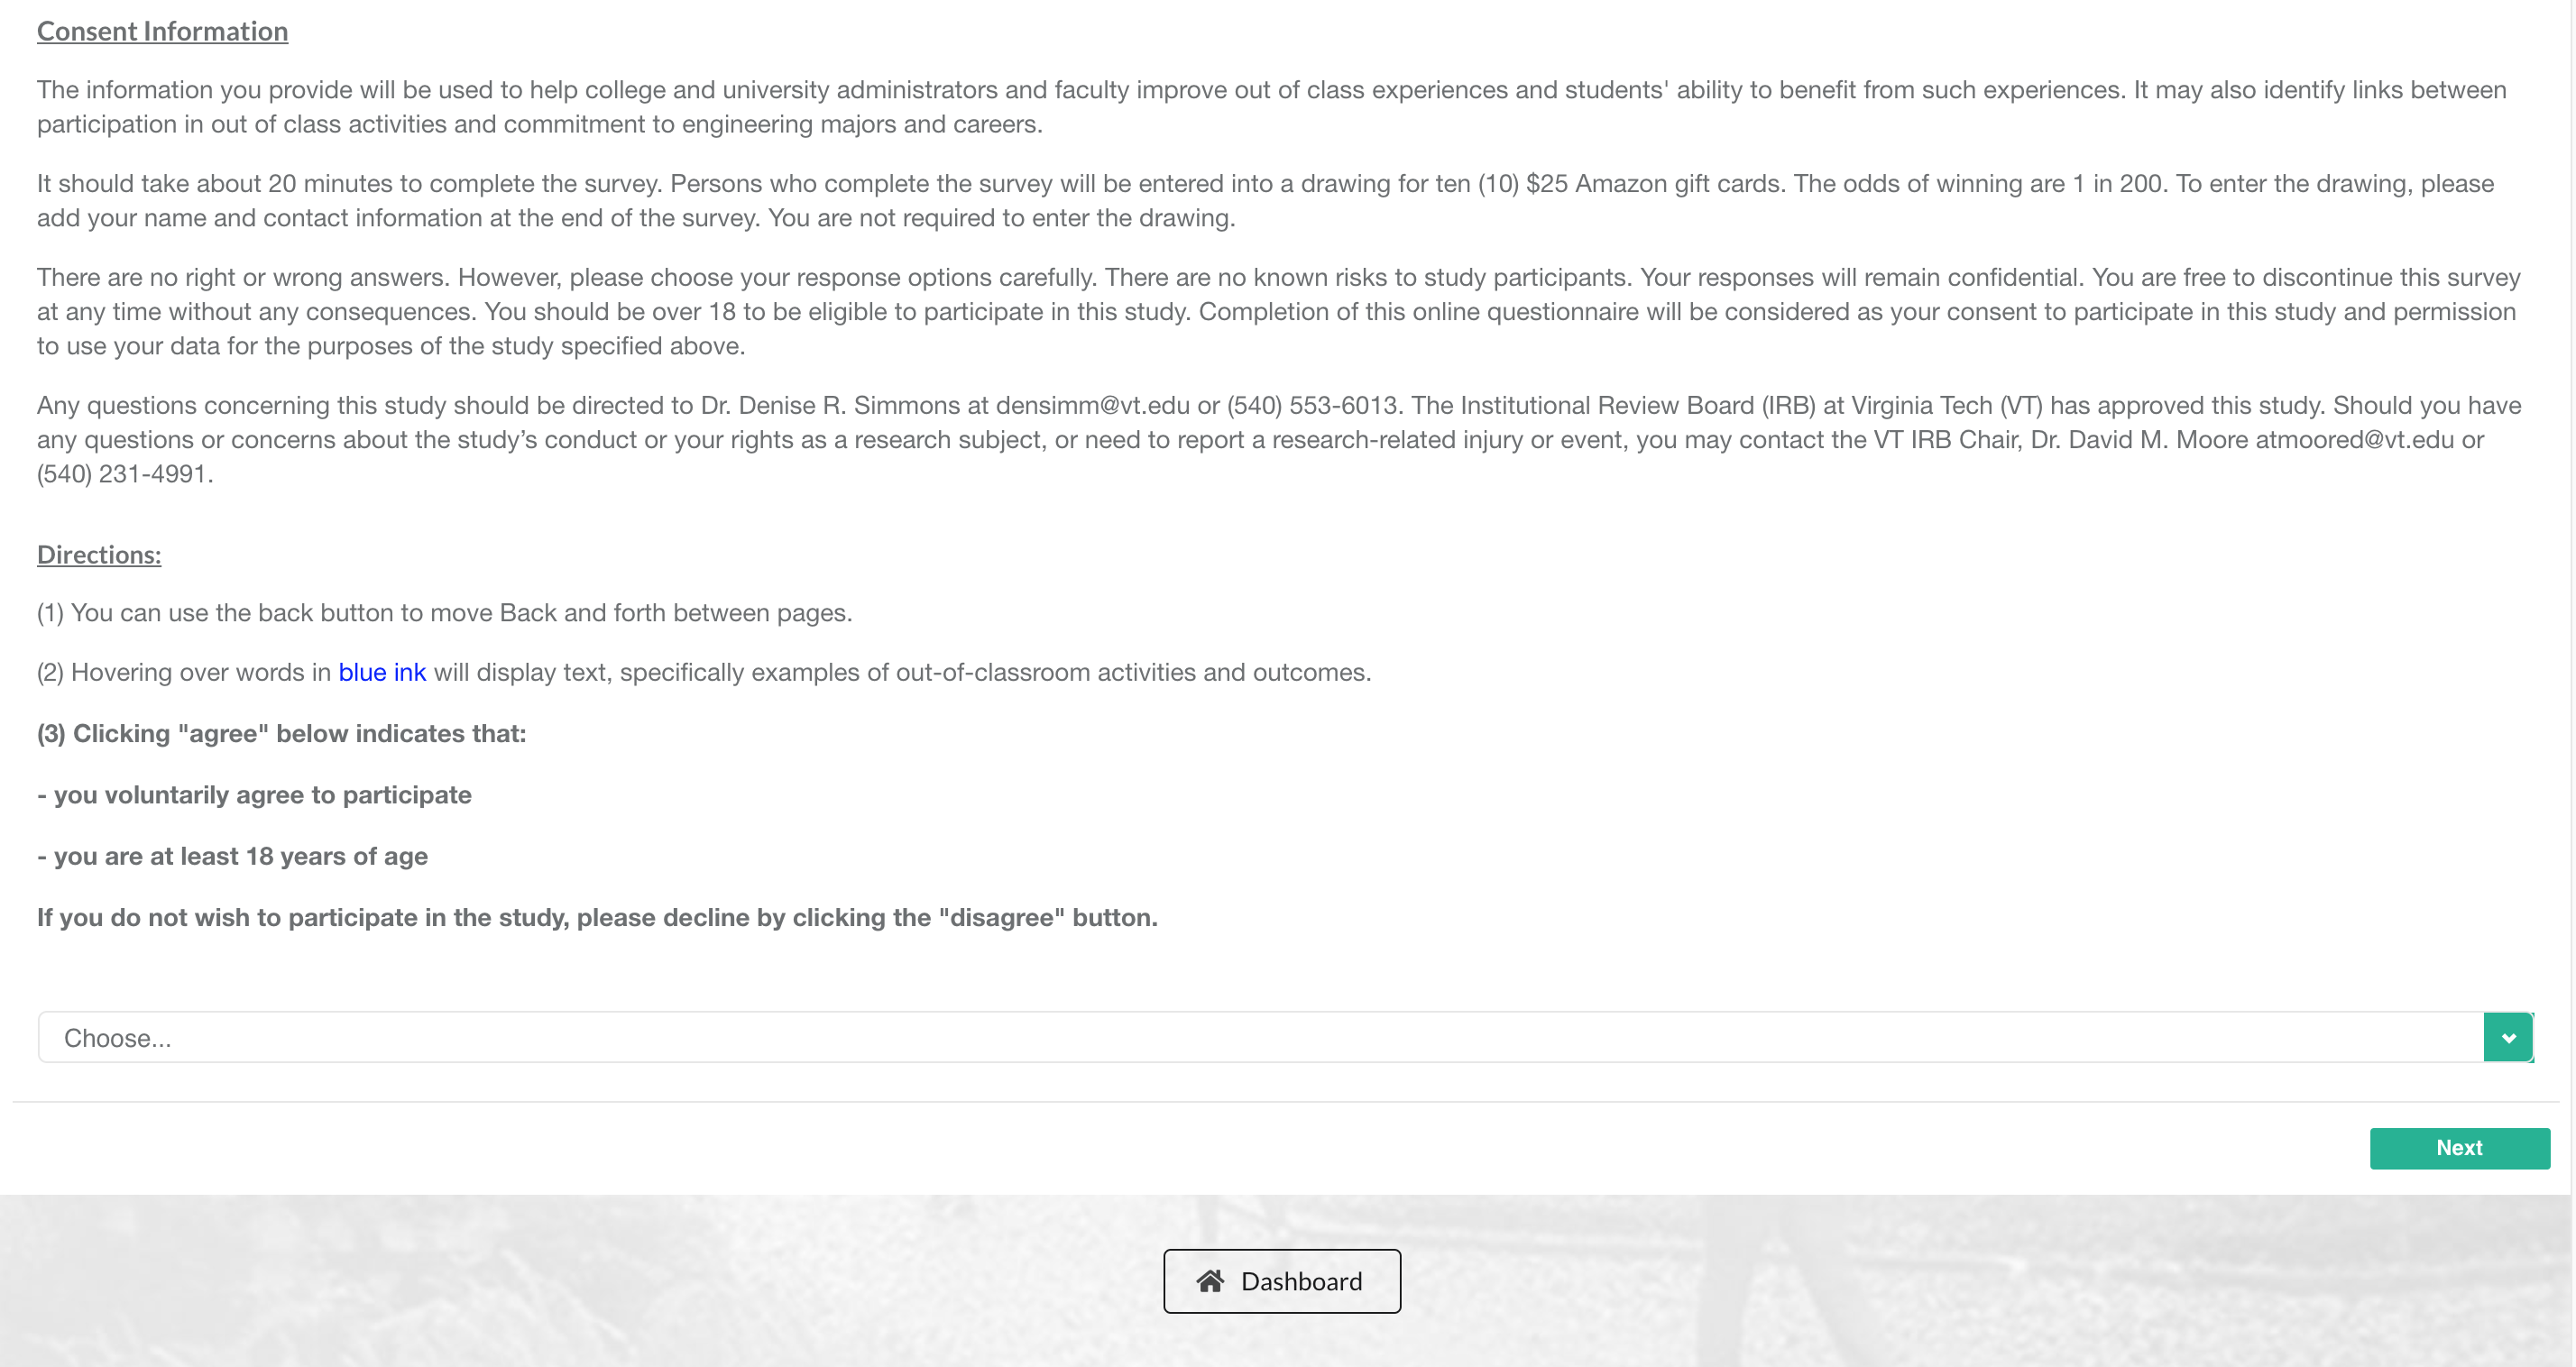 Consent Information
The information you provide will be used to help college and university administrators and faculty improve out of class experiences and students' ability to benefit from such experiences. It may also identify links between
participation in out of class activities and commitment to engineering majors and careers.
It should take about 20 minutes to complete the survey. Persons who complete the survey will be entered into a drawing for ten (10) $25 Amazon gift cards. The odds of winning are 1 in 200. To enter the drawing, please
add your name and contact information at the end of the survey. You are not required to enter the drawing.
There are no right or wrong answers. However, please choose your response options carefully. There are no known risks to study participants. Your responses will remain confidential. You are free to discontinue this survey
at any time without any consequences. You should be over 18 to be eligible to participate in this study. Completion of this online questionnaire will be considered as your consent to participate in this study and permission
to use your data for the purposes of the study specified above.
Any questions concerning this study should be directed to Dr. Denise R. Simmons at densimm@vt.edu or (540) 553-6013. The Institutional Review Board (IRB) at Virginia Tech (VT) has approved this study. Should you have
any questions or concerns about the study’s conduct or your rights as a research subject, or need to report a research-related injury or event, you may contact the VT IRB Chair, Dr. David M. Moore atmoored@vt.edu or
(540) 231-4991.
Directions:
(1) You can use the back button to move Back and forth between pages.
(2) Hovering over words in blue ink will display text, specifically examples of out-of-classroom activities and outcomes.
(3) Clicking "agree" below indicates that:
- you voluntarily agree to participate
- you are at least 18 years of age
If you do not wish to participate in the study, please decline by clicking the "disagree" button.
Choose...
Next
Dashboard